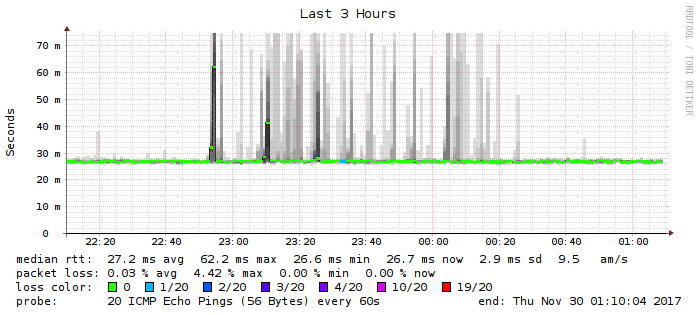 Last 3 Hours
RRDTOOL / TOBI OETIKER
Seconds
70 m
60 m
50 m
40 m
30 m
20 m
10 m
0
22:20 22:40 23:00 23:20 23:40 00:00 00:20 00:40 01:00
median rtt: 27.2 ms avg 62.2 ms max 26.6 ms min 26.7 ms now 2.9 ms sd 9.5 am/s
packet loss: 0.03 % avg 4.42 % max 0.00 % min 0.00 % now
loss color: 0 1/20 2/20 3/20 4/20 10/20 19/20
probe: 20 ICMP Echo Pings (56 Bytes) every 60s end: Thu Nov 30 01:10:04 2017